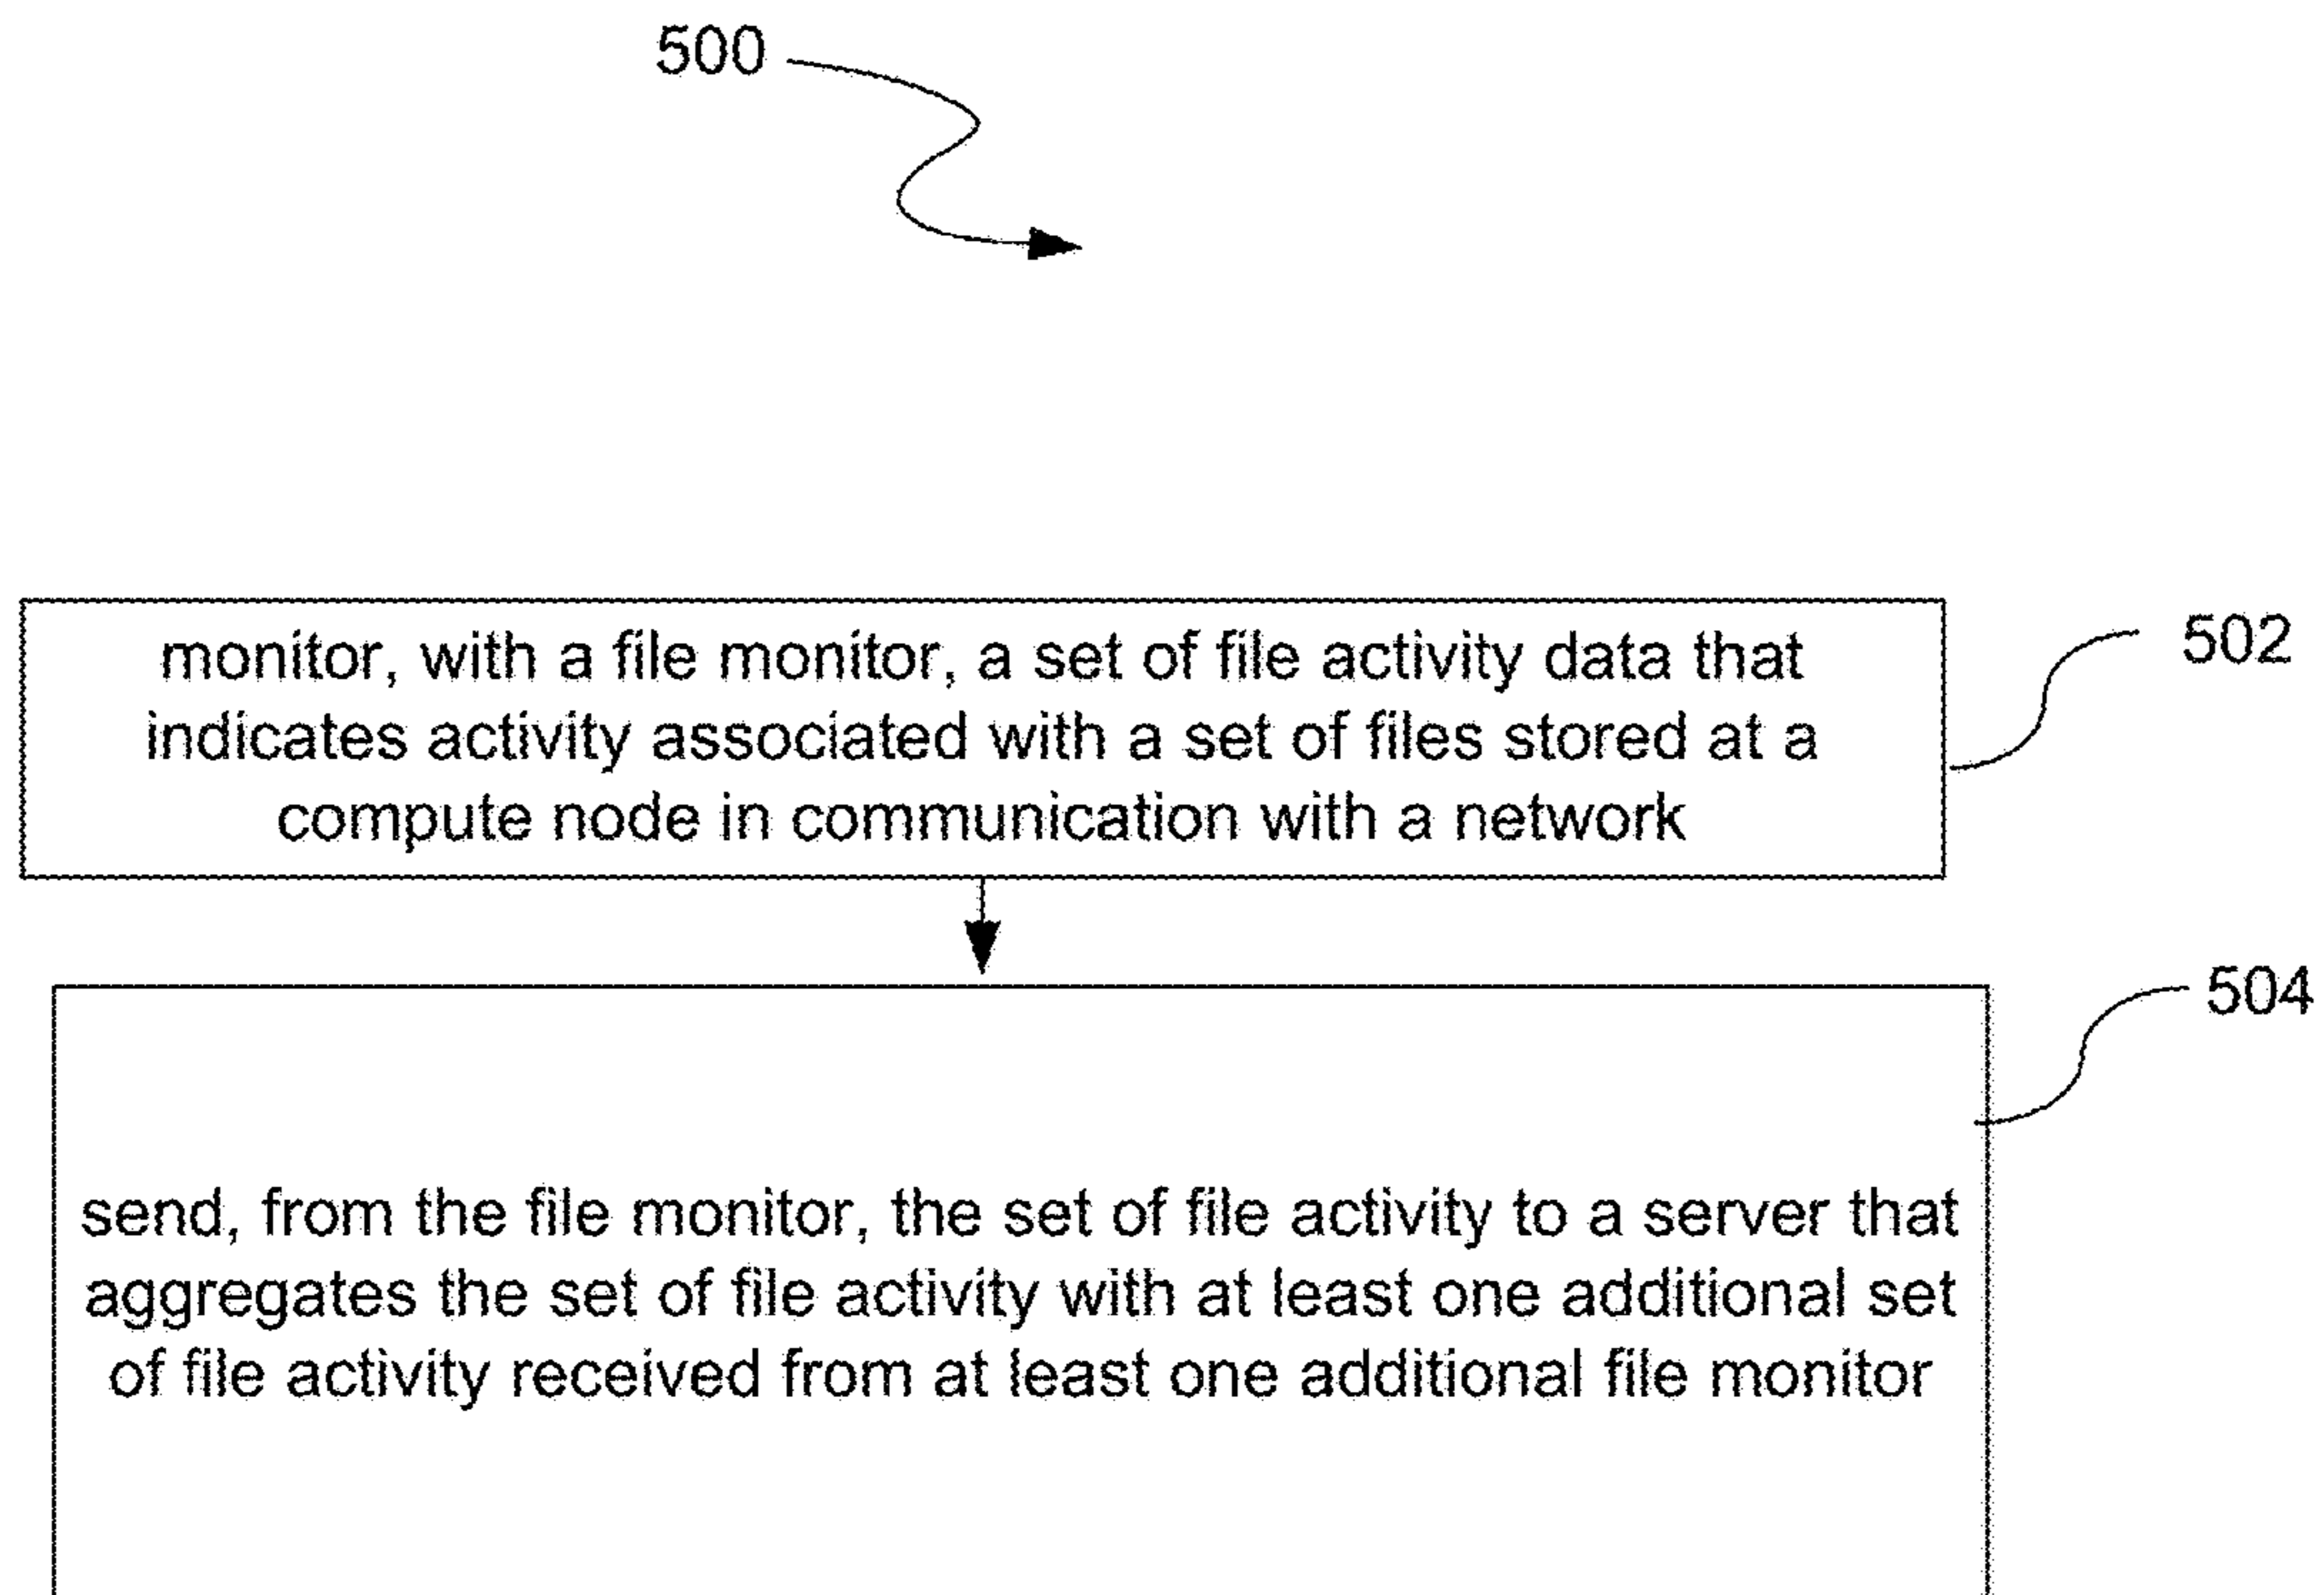 500
monitor, with a file monitor, a set of file activity data that
indicates activity associated with a set of files stored at a
compute node in communication with a network
502
504
send, from the file monitor, the set of file activity to a server that
aggregates the set of file activity with at least one additional set
of file activity received from at least one additional file monitor